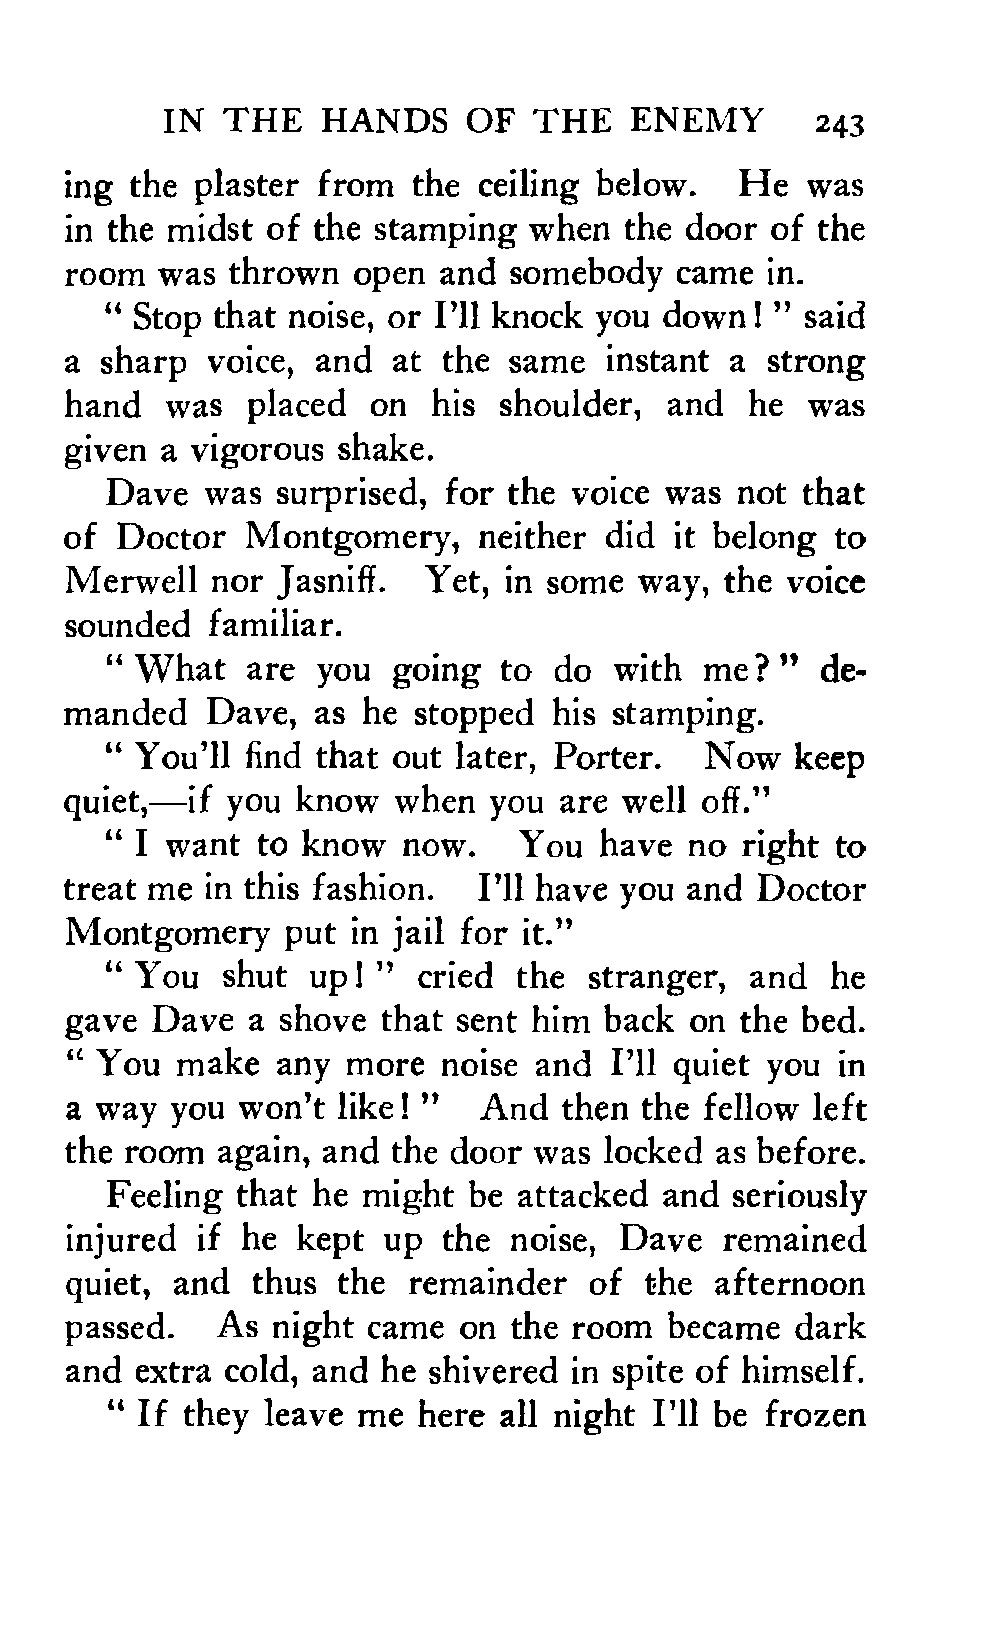 IN THE HANDS OF THE ENEMY 243
ing the plaster from the ceiling below. He was
in the midst of the stamping when the door of the
room was thrown open and somebody came in.
" Stop that noise, or I'll knock you down! " said
a sharp voice, and at the same instant a strong
hand was placed on his shoulder, and he was
given a vigorous shake.
Dave was surprised, for the voice was not that
of Doctor Montgomery, neither did it belong to
Merwell nor Jasniff. Yet, in some way, the voice
sounded familiar.
" What are you going to do with me? " de-
manded Dave, as he stopped his stamping.
" You'll find that out later, Porter. Now keep
quiet,—if you know when you are well off."
" I want to know now. You have no right to
treat me in this fashion. I'll have you and Doctor
Montgomery put in jail for it."
" You shut up! " cried the stranger, and he
gave Dave a shove that sent him back on the bed.
" You make any more noise and I'll quiet you in
a way you won't like! " And then the fellow left
the room again, and the door was locked as before.
Feeling that he might be attacked and seriously
injured if he kept up the noise, Dave remained
quiet, and thus the remainder of the afternoon
passed. As night came on the room became dark
and extra cold, and he shivered in spite of himself.
" If they leave me here all night I'll be frozen